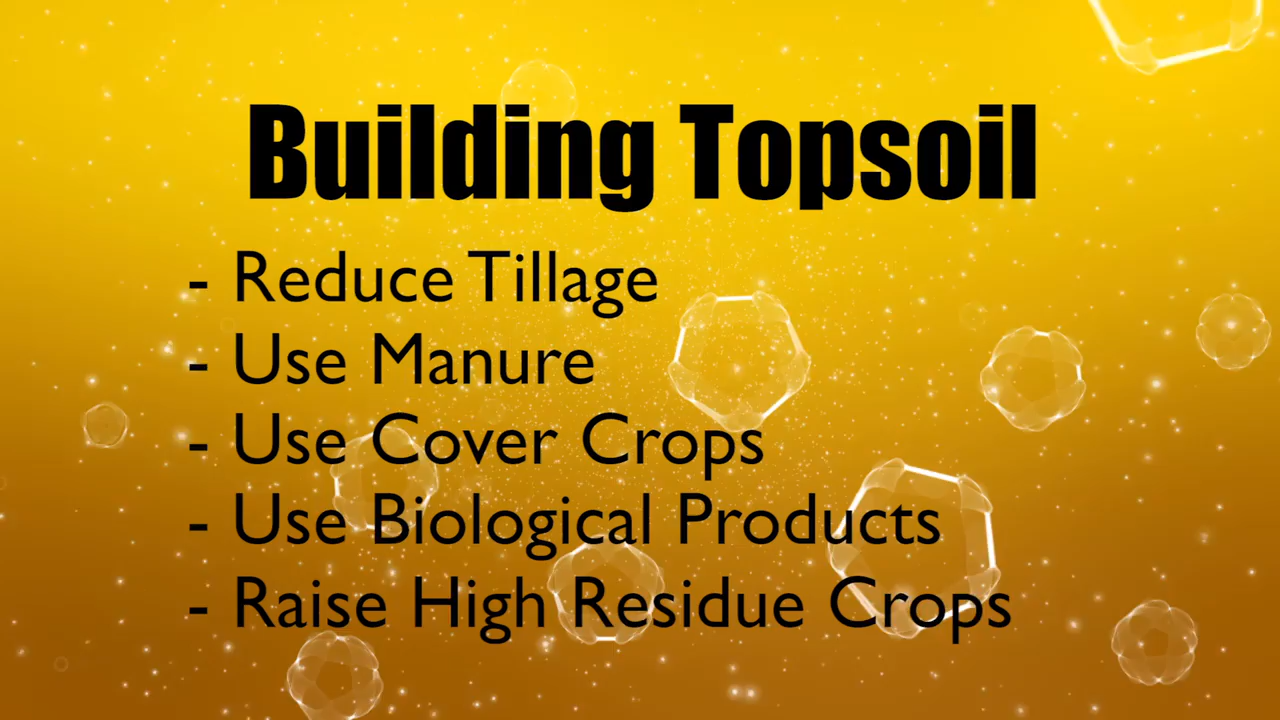 Building Topsoil
- Reduce Tillage
- Use Manure
- Use Cover Crops
- Use Biological Products
- Raise High Residue Crops